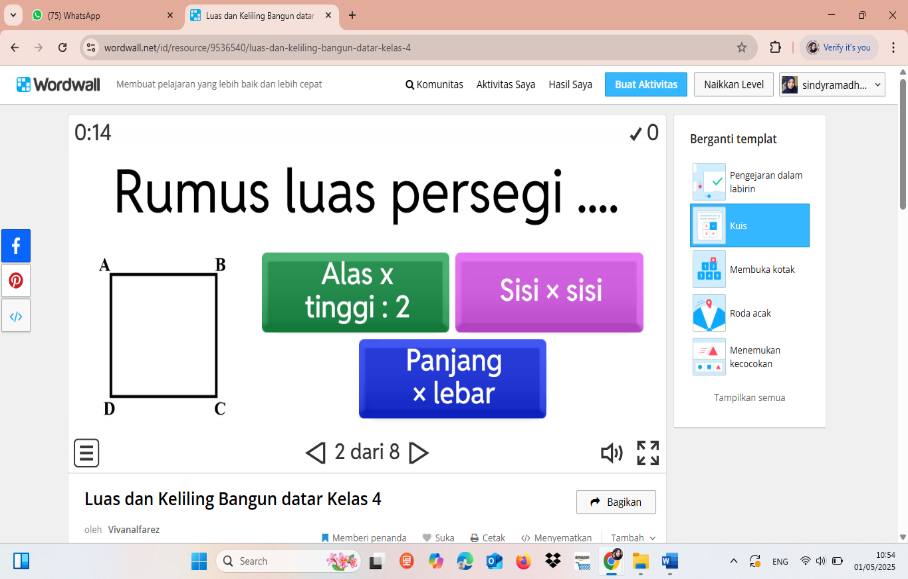 (75) WhatsApp
Luas dan Keliling Bangun datar
wordwall.net/id/resource/9536540/luas-dan-keliling-bangun-datar-kelas-4
Verify it's you
Wordwall
Membuat pelajaran yang lebih baik dan lebih cepat
Komunitas
Aktivitas Saya
Hasil Saya
Buat Aktivitas
Naikkan Level
sindyramadh...
0:14
✓ 0
Rumus luas persegi ....
A
B
D
C
Alas x
tinggi : 2
Sisi × sisi
Panjang
× lebar
2 dari 8
Berganti templat
Pengejaran dalam
labirin
Kuis
Membuka kotak
Roda acak
Menemukan
kecocokan
Tampilkan semua
Luas dan Keliling Bangun datar Kelas 4
Bagikan
oleh Vivanalfarez
Memberi penanda
Suka
Cetak
</> Menyematkan
Tambah
Search
ENG
10:54
01/05/2025